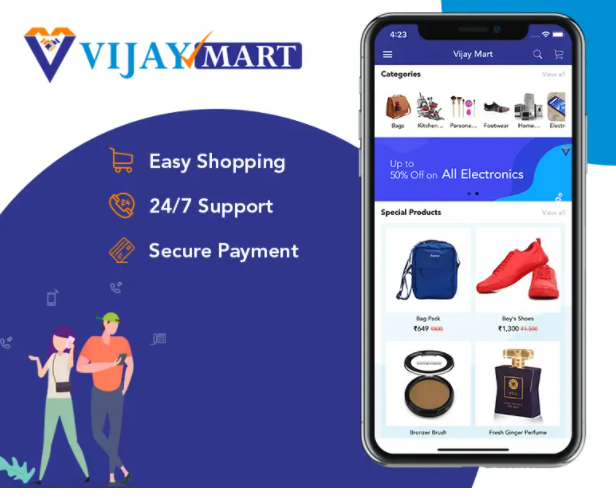 VIJAY MART
Easy Shopping
24/7 Support
Secure Payment
4:23
Vijay Mart
Categories
View all
Bags Kitchen... Persona... Footwear Home... Electr
Up to
50% Off on All Electronics
Special Products
View all
Bag Pack
₹649
Boy's Shoes
₹1,300 ₹1,500
Bronzer Brush
Fresh Ginger Perfume